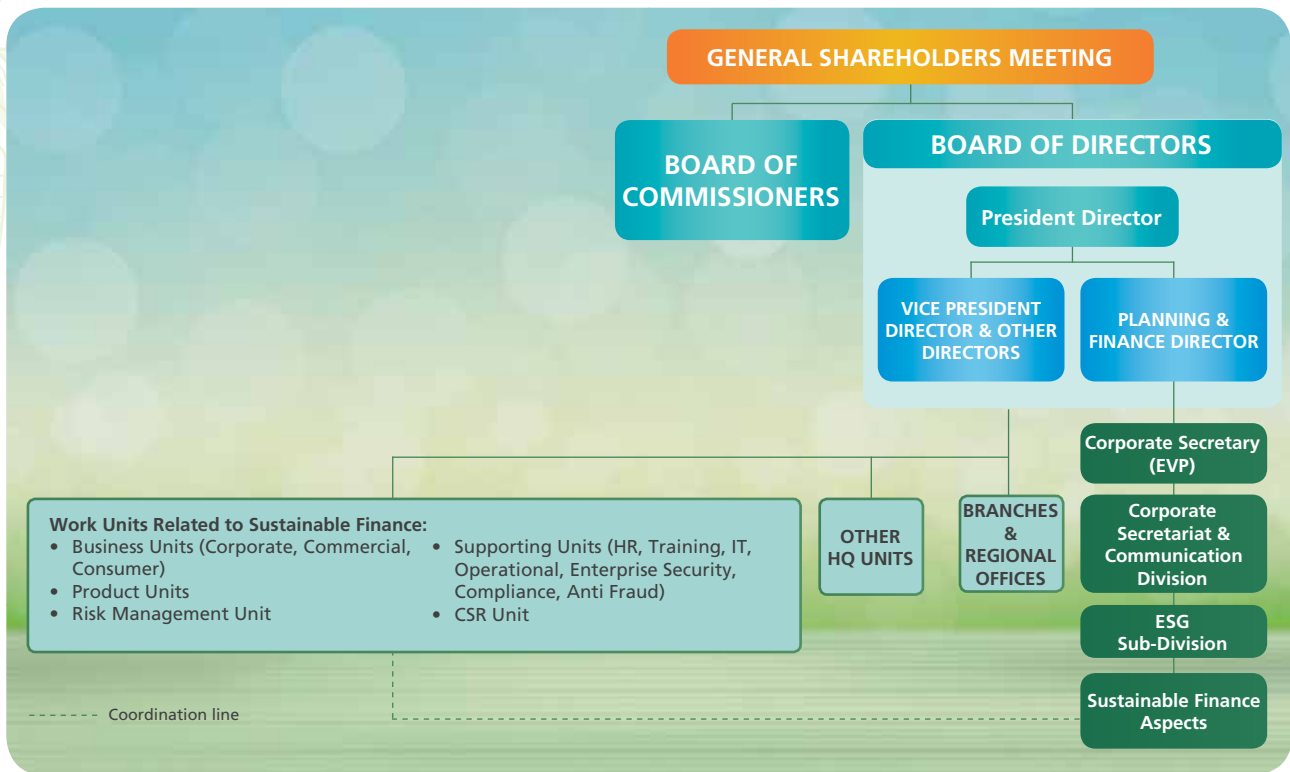 GENERAL SHAREHOLDERS MEETING
BOARD OF
COMMISSIONERS
BOARD OF DIRECTORS
President Director
VICE PRESIDENT
DIRECTOR & OTHER
DIRECTORS
PLANNING &
FINANCE DIRECTOR
Corporate Secretary
(EVP)
Work Units Related to Sustainable Finance:
• Business Units (Corporate, Commercial,
Consumer)
• Product Units
• Risk Management Unit
• Supporting Units (HR, Training, IT,
Operational, Enterprise Security,
Compliance, Anti Fraud)
• CSR Unit
OTHER
HQ UNITS
BRANCHES
&
REGIONAL
OFFICES
Corporate
Secretariat &
Communication
Division
ESG
Sub-Division
Sustainable Finance
Aspects
Coordination line